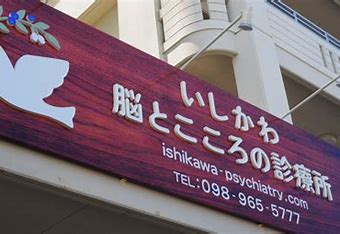 いしかわ
脳とこころの診療所
ishikawa-psychiatry.com
TEL:098-965-5777